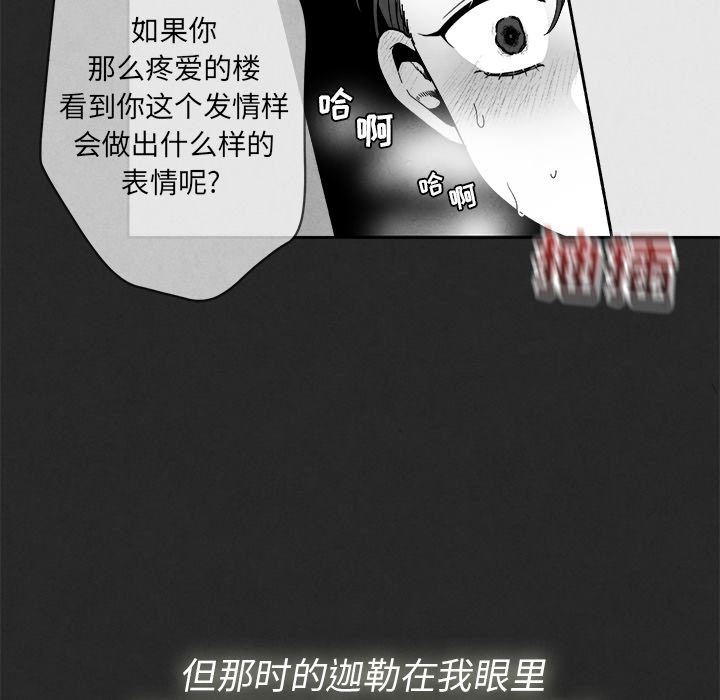 如果你
那么疼爱的楼
看到你这个发情样
会做出什么样的
表情呢?
哈
啊
哈
啊
抽搐
但那时的迦勒在我眼里